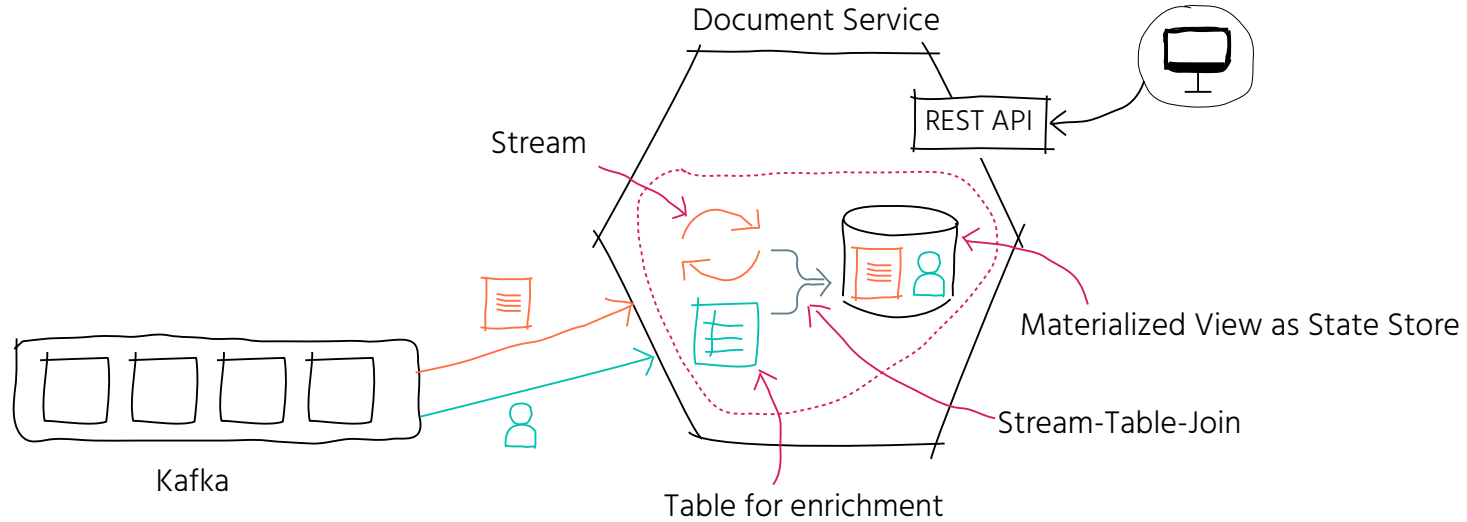 Document Service
REST API
Stream
Materialized View as State Store
Stream-Table-Join
Kafka
Table for enrichment